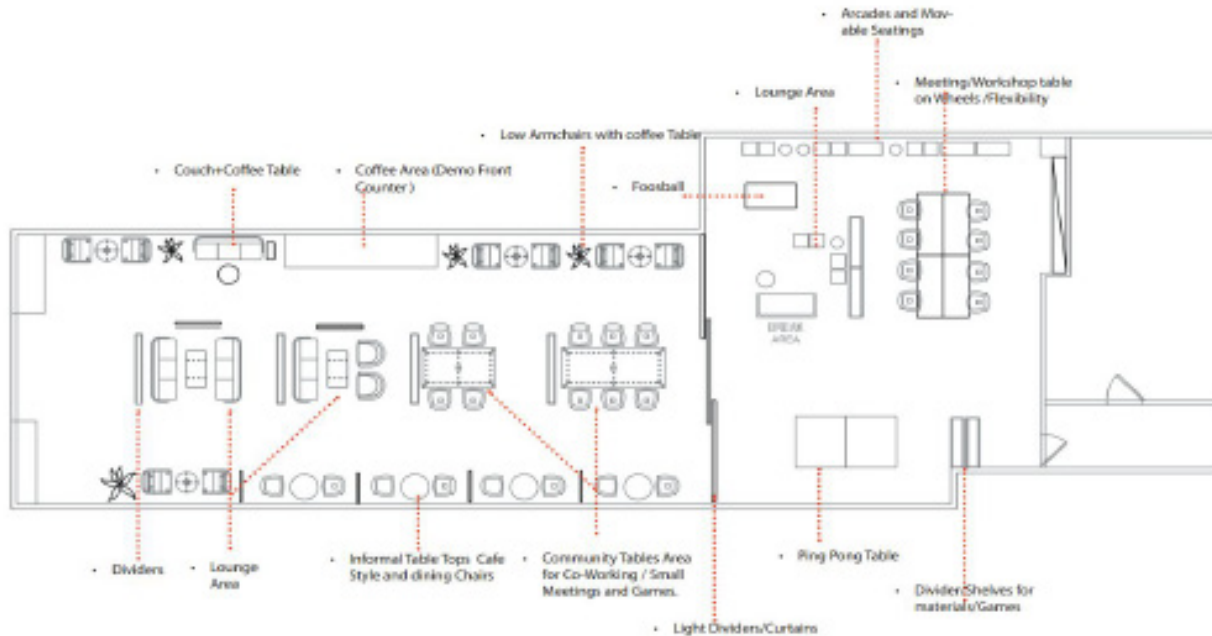 • Arcades and Mov-
able Seatings
• Meeting/Workshop table
on Wheels /Flexibility
• Lounge Area
• Low Armchairs with coffee Table
• Couch+Coffee Table
• Coffee Area (Demo Front
Counter )
• Foosball
BREAK
AREA
• Dividers
• Lounge
Area
• Informal Table Tops Cafe
Style and dining Chairs
• Community Tables Area
for Co-Working / Small
Meetings and Games.
• Ping Pong Table
• Divider Shelves for
materials/Games
• Light Dividers/Curtains